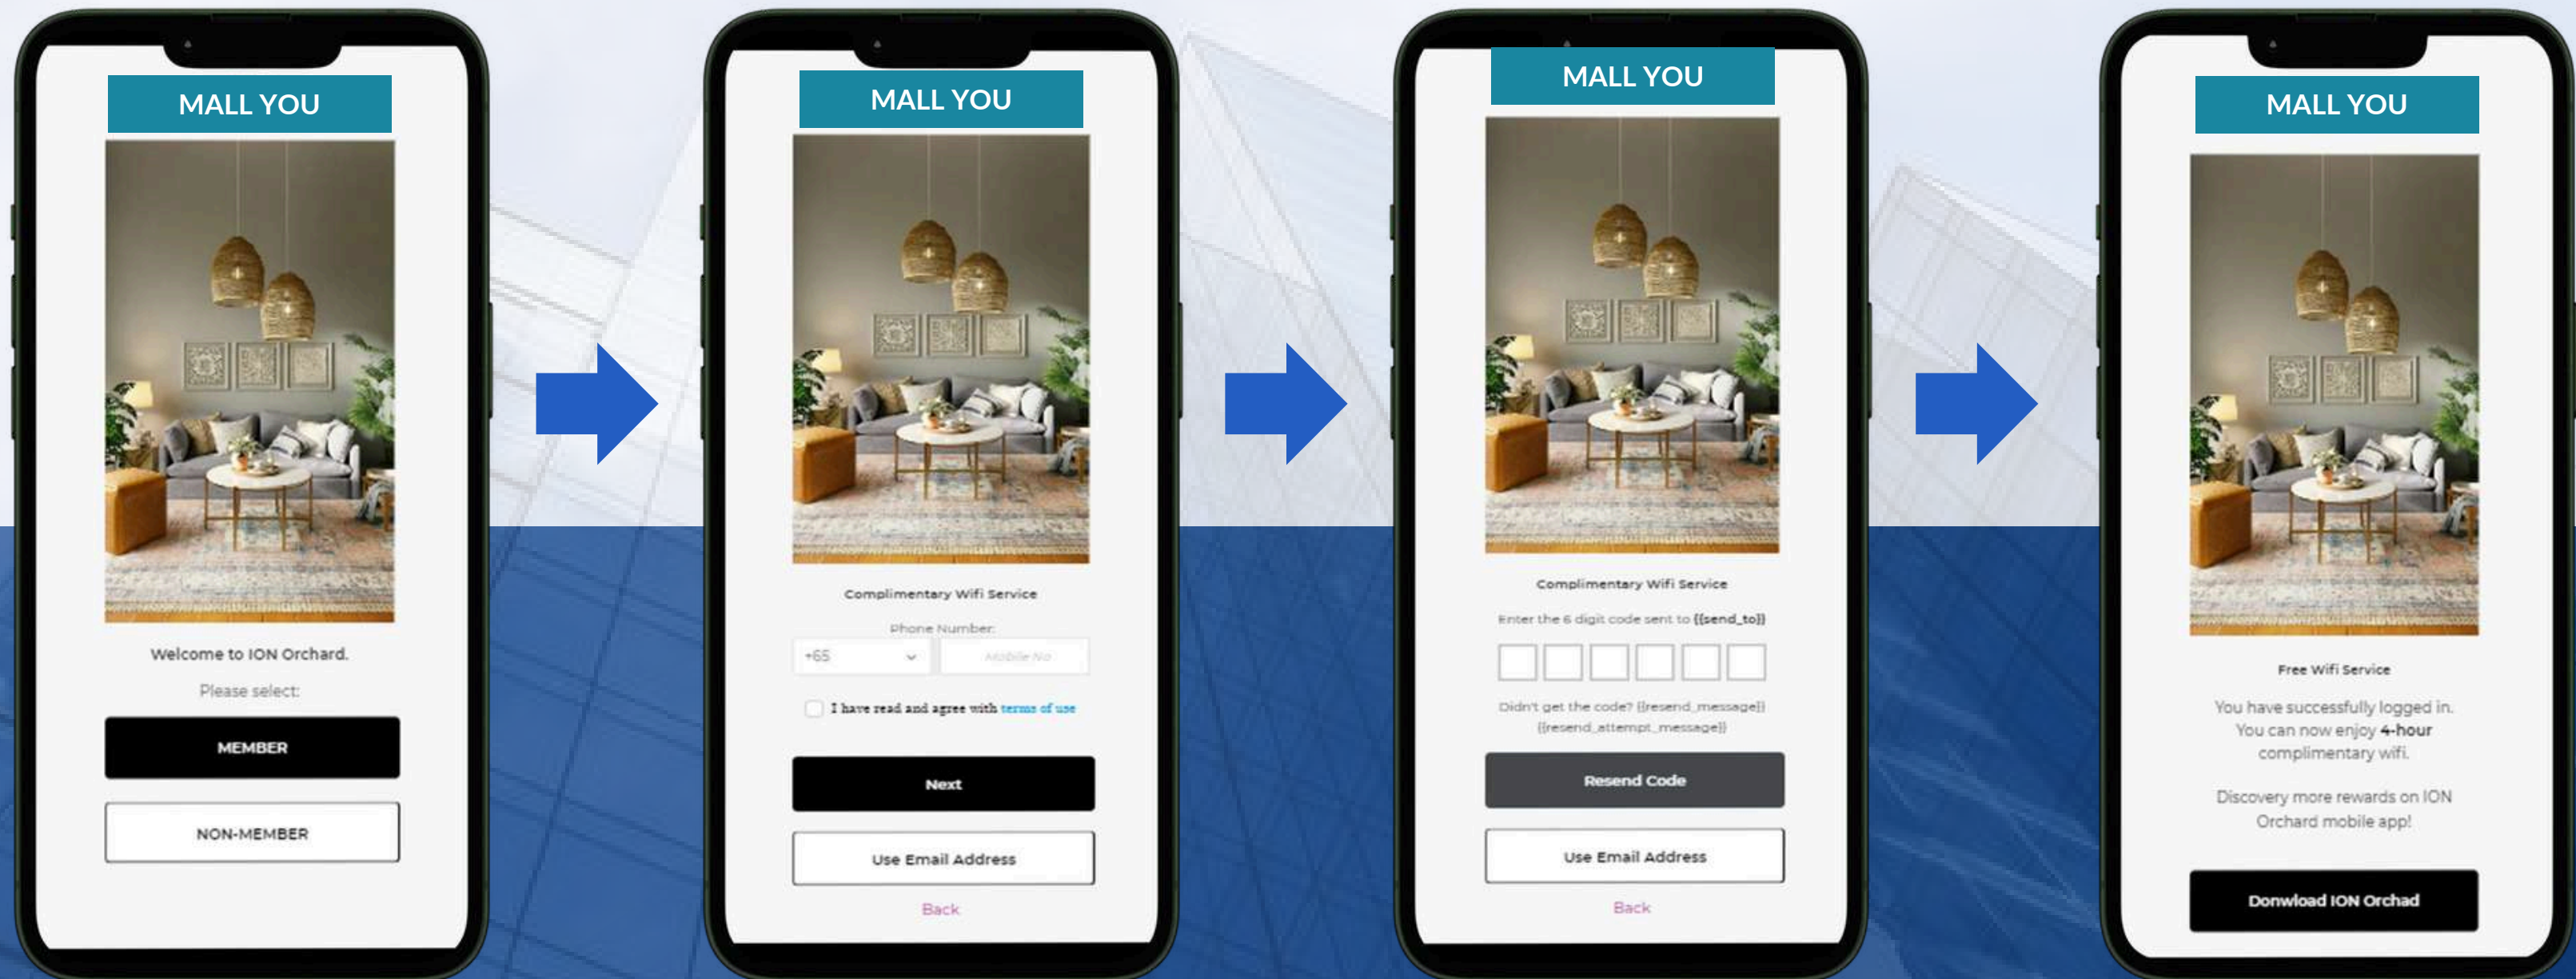 MALL YOU
Welcome to ION Orchard.
Please select:
MEMBER
NON-MEMBER
MALL YOU
Complimentary Wifi Service
Phone Number:
+65
Mobile No
I have read and agree with terms of use
Next
Use Email Address
Back
MALL YOU
Complimentary Wifi Service
Enter the 6 digit code sent to {{send_to}}
Didn't get the code? {{resend_message}}
{{resend_attempt_message}}
Resend Code
Use Email Address
Back
MALL YOU
Free Wifi Service
You have successfully logged in.
You can now enjoy 4-hour
complimentary wifi.
Discovery more rewards on ION
Orchard mobile app!
Donwload ION Orchad